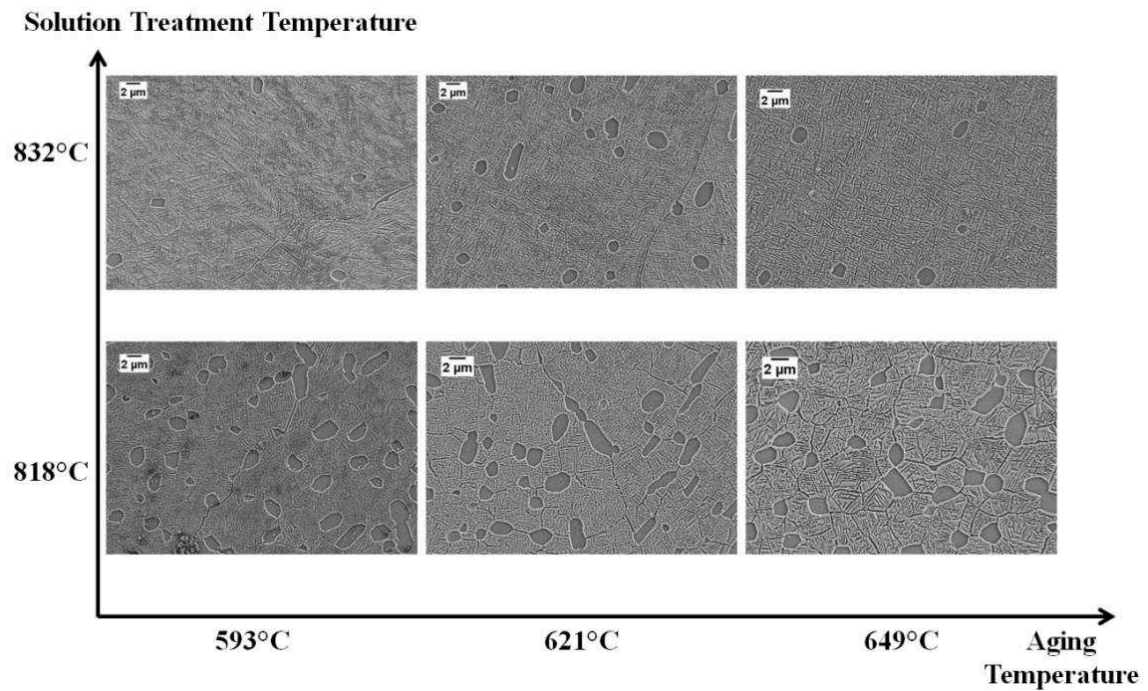 Solution Treatment Temperature
832°C
2 µm
2 µm
2 µm
818°C
2 µm
2 µm
2 µm
593°C
621°C
649°C
Aging
Temperature